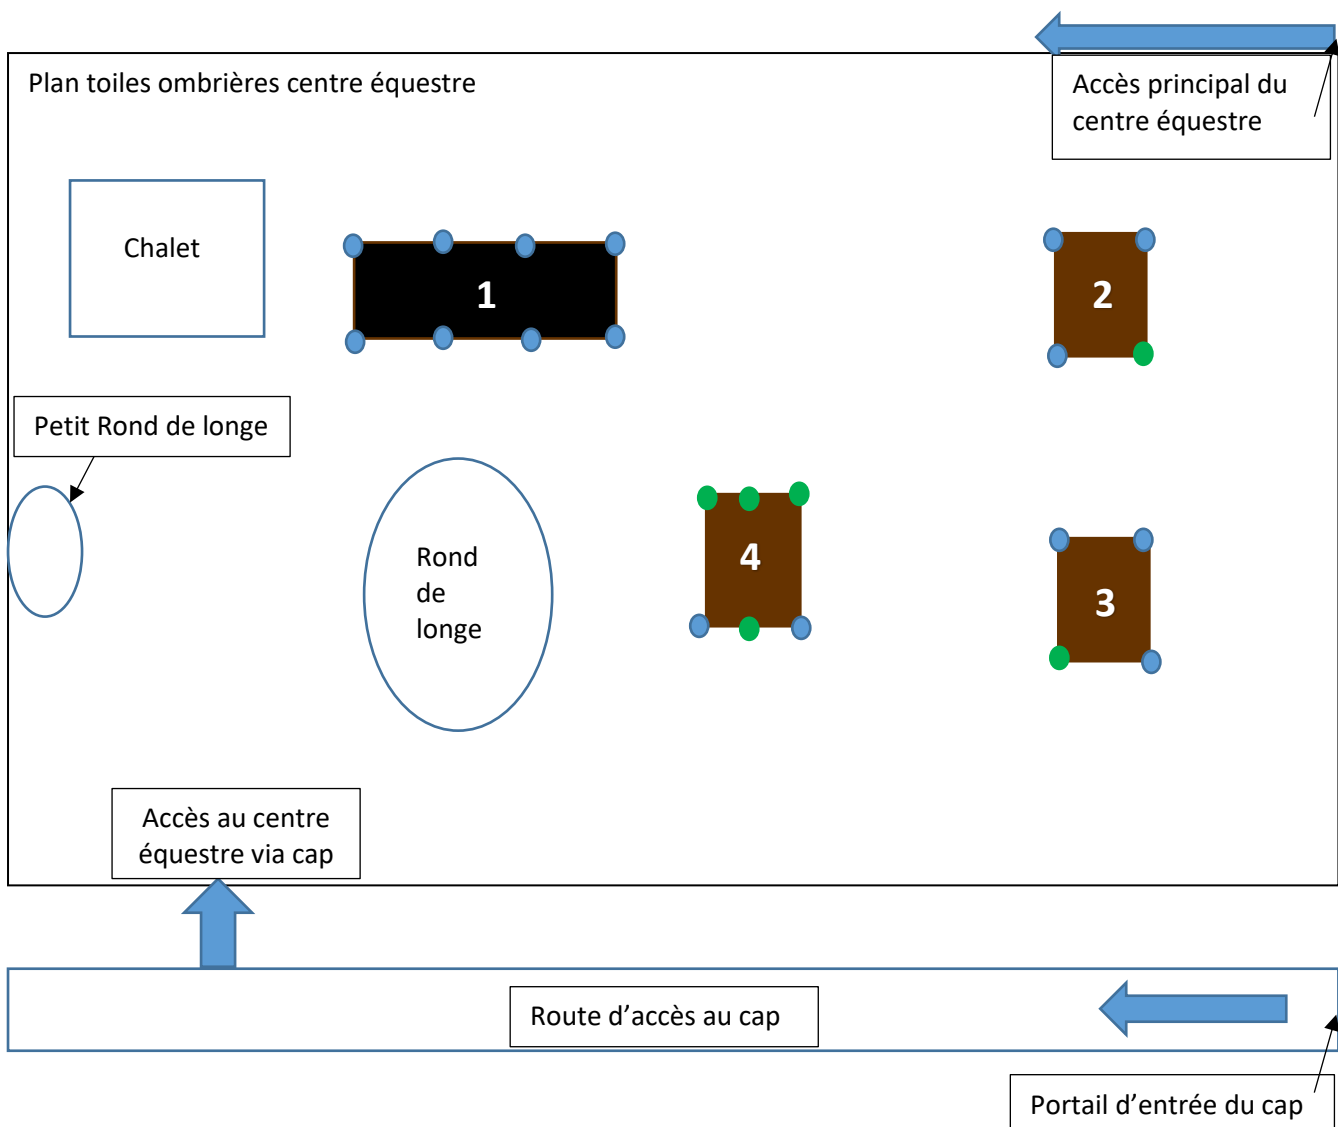 Plan toiles ombrières centre équestre
Accès principal du
centre équestre
Chalet
1
2
Petit Rond de longe
Rond
de
longe
4
3
Accès au centre
équestre via cap
Route d’accès au cap
Portail d’entrée du cap